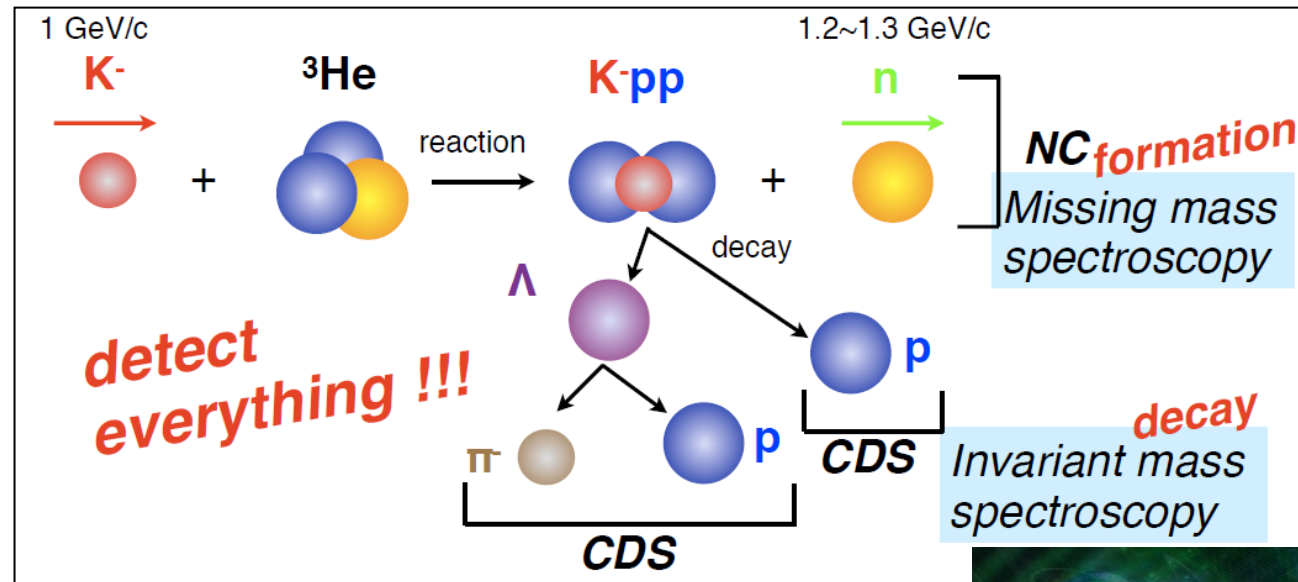 1 GeV/c
1.2~1.3 GeV/c
K-
³He
K-pp
n
+
reaction
+
NC formation
Missing mass
spectroscopy
decay
Λ
p
detect
everything !!!
π-
p
CDS
CDS
decay
Invariant mass
spectroscopy